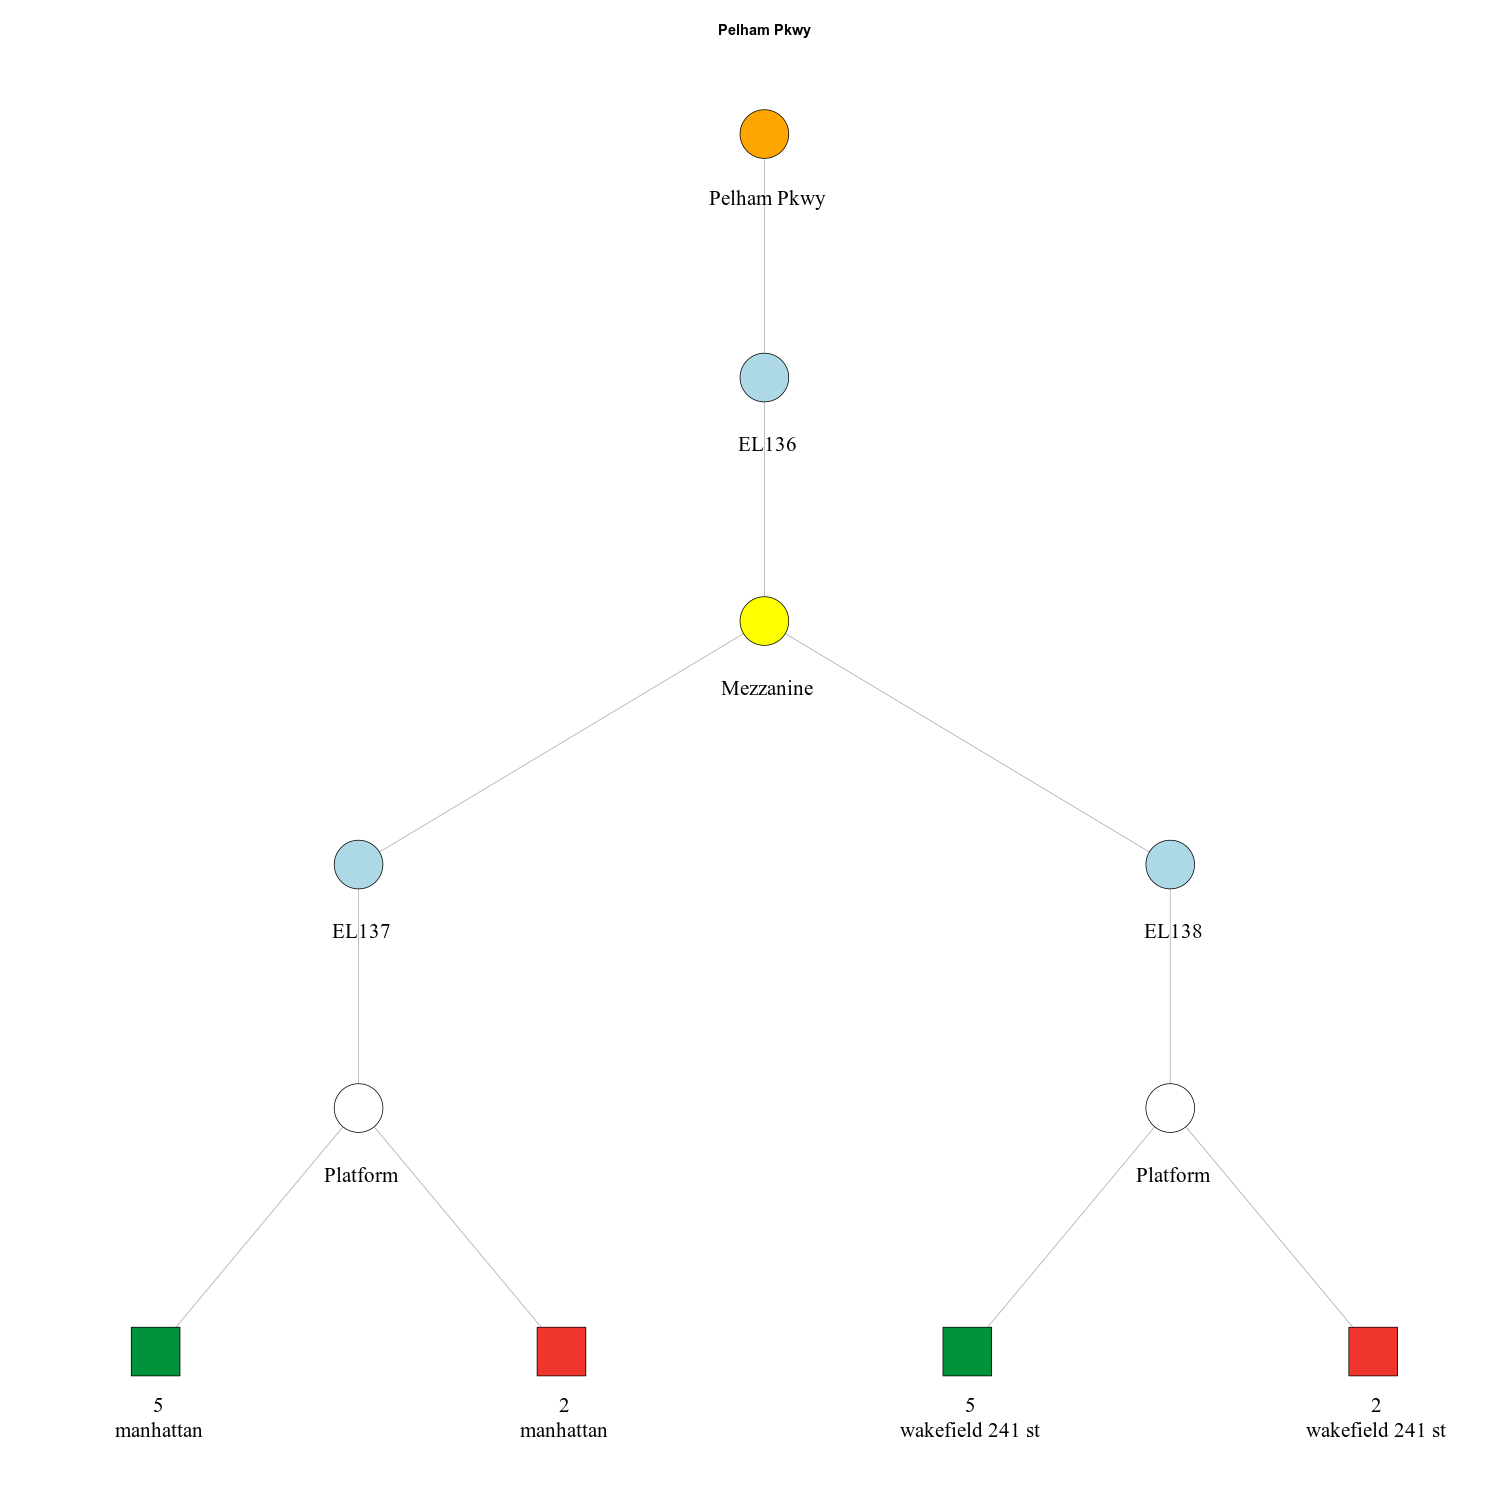 Pelham Pkwy
Pelham Pkwy
EL136
Mezzanine
EL137
EL138
Platform
Platform
5
manhattan
2
manhattan
5
wakefield 241 st
2
wakefield 241 st